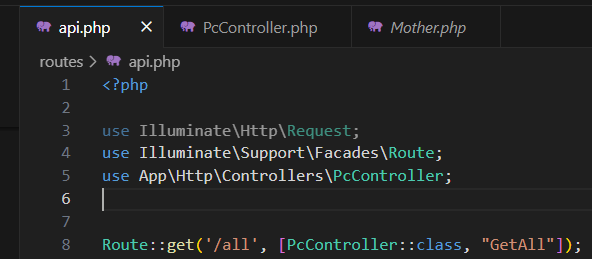 api.php
PcController.php
Mother.php
routes > api.php
1 <?php
2
3 use Illuminate\Http\Request;
4 use Illuminate\Support\Facades\Route;
5 use App\Http\Controllers\PcController;
6
7
8 Route::get('/all', [PcController::class, "GetAll"]);